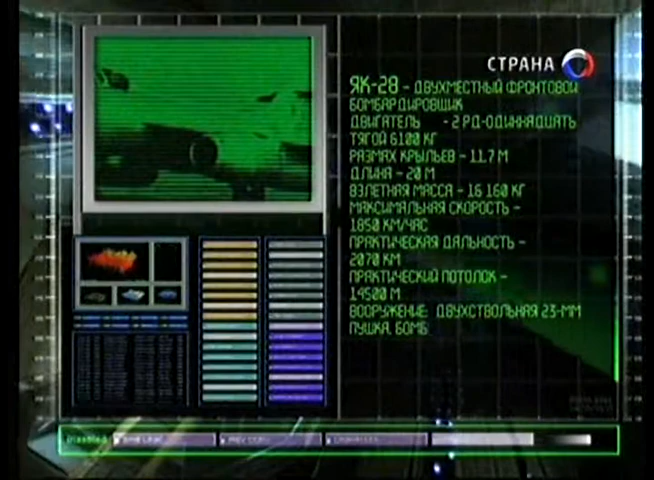 СТРАНА
ЯК-28 – ДВУХМЕСТНЫЙ ФРОНТОВОЙ
БОМБАРДИРОВЩИК
ДВИГАТЕЛЬ - 2 РД-ОДИННАДЦАТЬ
ТЯГОЙ 6100 КГ
РАЗМАХ КРЫЛЬЕВ – 11.7 М
ДЛИНА – 20 М
ВЗЛЕТНАЯ МАССА – 16 160 КГ
МАКСИМАЛЬНАЯ СКОРОСТЬ –
1850 КМ/ЧАС
ПРАКТИЧЕСКАЯ ДАЛЬНОСТЬ –
2070 КМ
ПРАКТИЧЕСКИЙ ПОТОЛОК –
14500 М
ВООРУЖЕНИЕ: ДВУХСТВОЛЬНАЯ 23-ММ
ПУШКА, БОМБ
Disabled